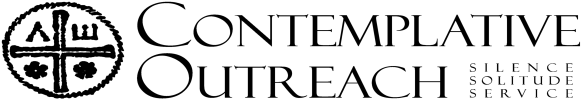 Λ ω
CONTEMPLATIVE
OUTREACH
SILENCE
SOLITUDE
SERVICE